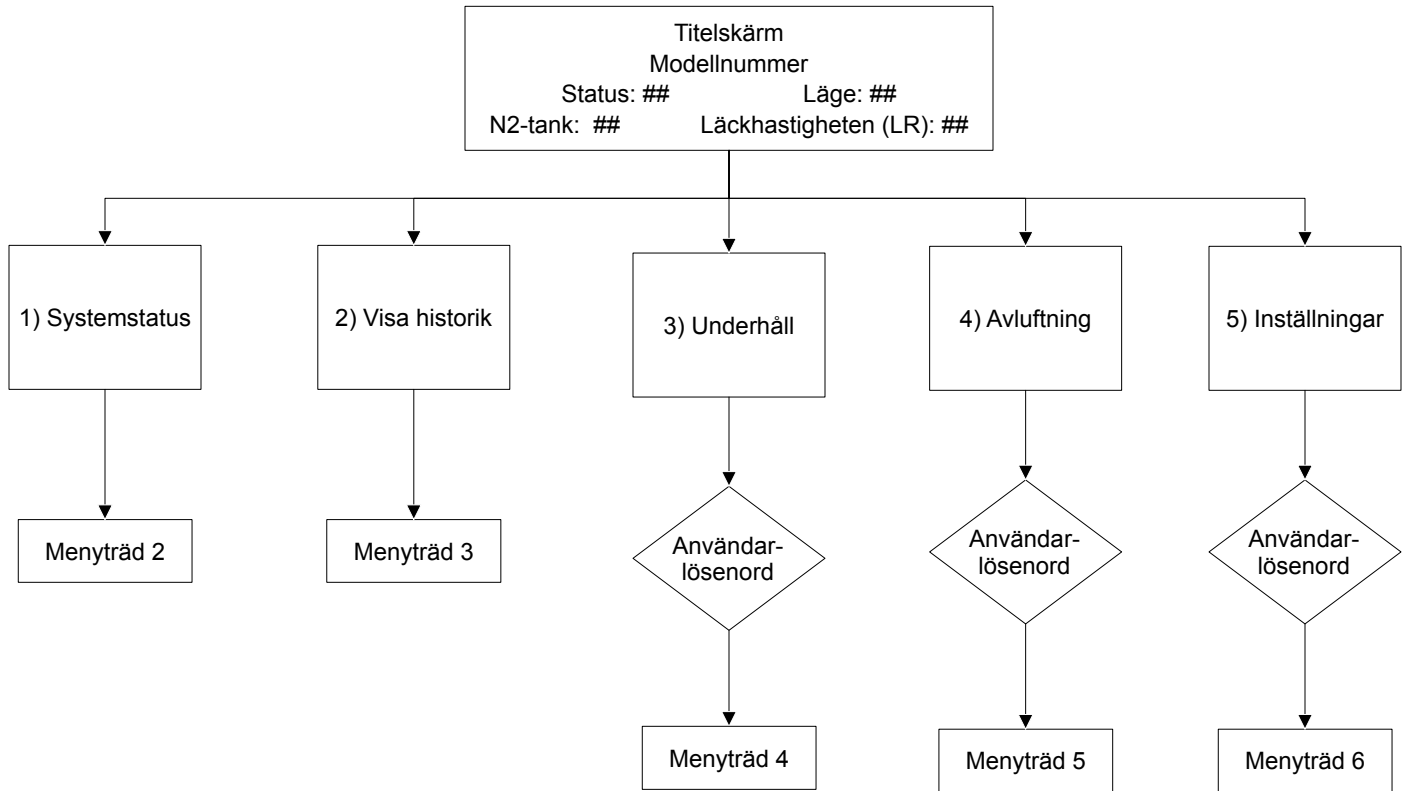 Titelskärm
Modellnummer
Status: ## Läge: ##
N2-tank: ## Läckhastigheten (LR): ##
1) Systemstatus
2) Visa historik
3) Underhåll
4) Avluftning
5) Inställningar
Menyträd 2
Menyträd 3
Användar-
lösenord
Användar-
lösenord
Användar-
lösenord
Menyträd 4
Menyträd 5
Menyträd 6